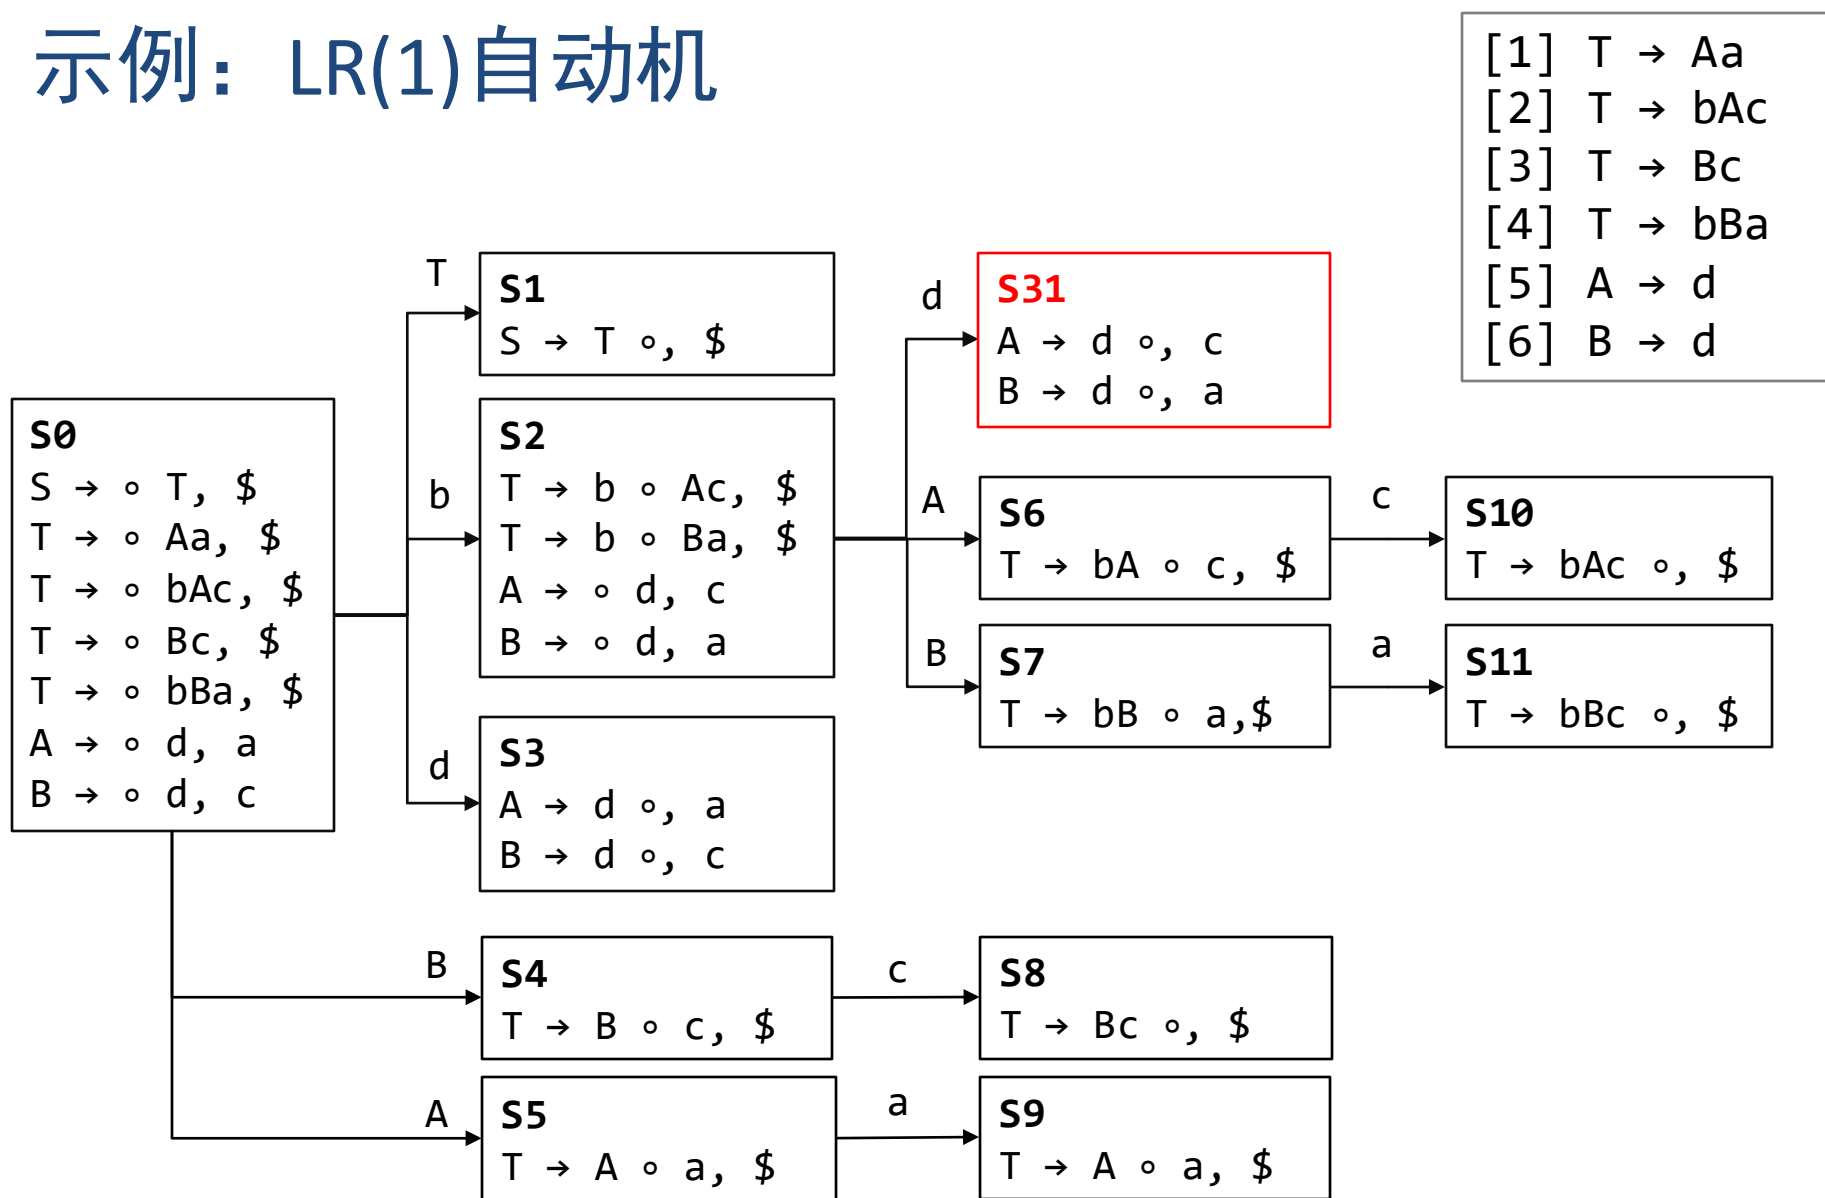 示例：LR(1)自动机
[1] T → Aa
[2] T → bAc
[3] T → Bc
[4] T → bBa
[5] A → d
[6] B → d
S0
S → ∘ T, $
T → ∘ Aa, $
T → ∘ bAc, $
T → ∘ Bc, $
T → ∘ bBa, $
A → ∘ d, a
B → ∘ d, c
T
S1
S → T ∘, $
b
S2
T → b ∘ Ac, $
T → b ∘ Ba, $
A → ∘ d, c
B → ∘ d, a
d
S3
A → d ∘, a
B → d ∘, c
d
S31
A → d ∘, c
B → d ∘, a
A
S6
T → bA ∘ c, $
c
S10
T → bAc ∘, $
B
S7
T → bB ∘ a,$
a
S11
T → bBc ∘, $
B
S4
T → B ∘ c, $
c
S8
T → Bc ∘, $
A
S5
T → A ∘ a, $
a
S9
T → A ∘ a, $